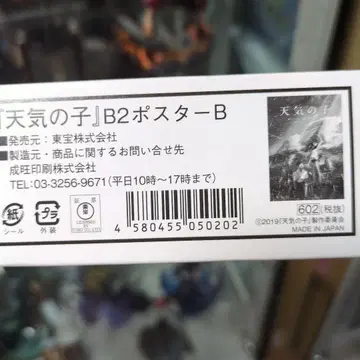 『天気の子』B2ポスターB
■発売元：東宝株式会社
■製造元・商品に関するお問い合せ先
成旺印刷株式会社
TEL:03-3256-9671(平日10時～17時まで)
天気の子
紙
シール
プラ
外装
4 580455 050202
602(税抜)
©2019「天気の子」製作委員会
MADE IN JAPAN